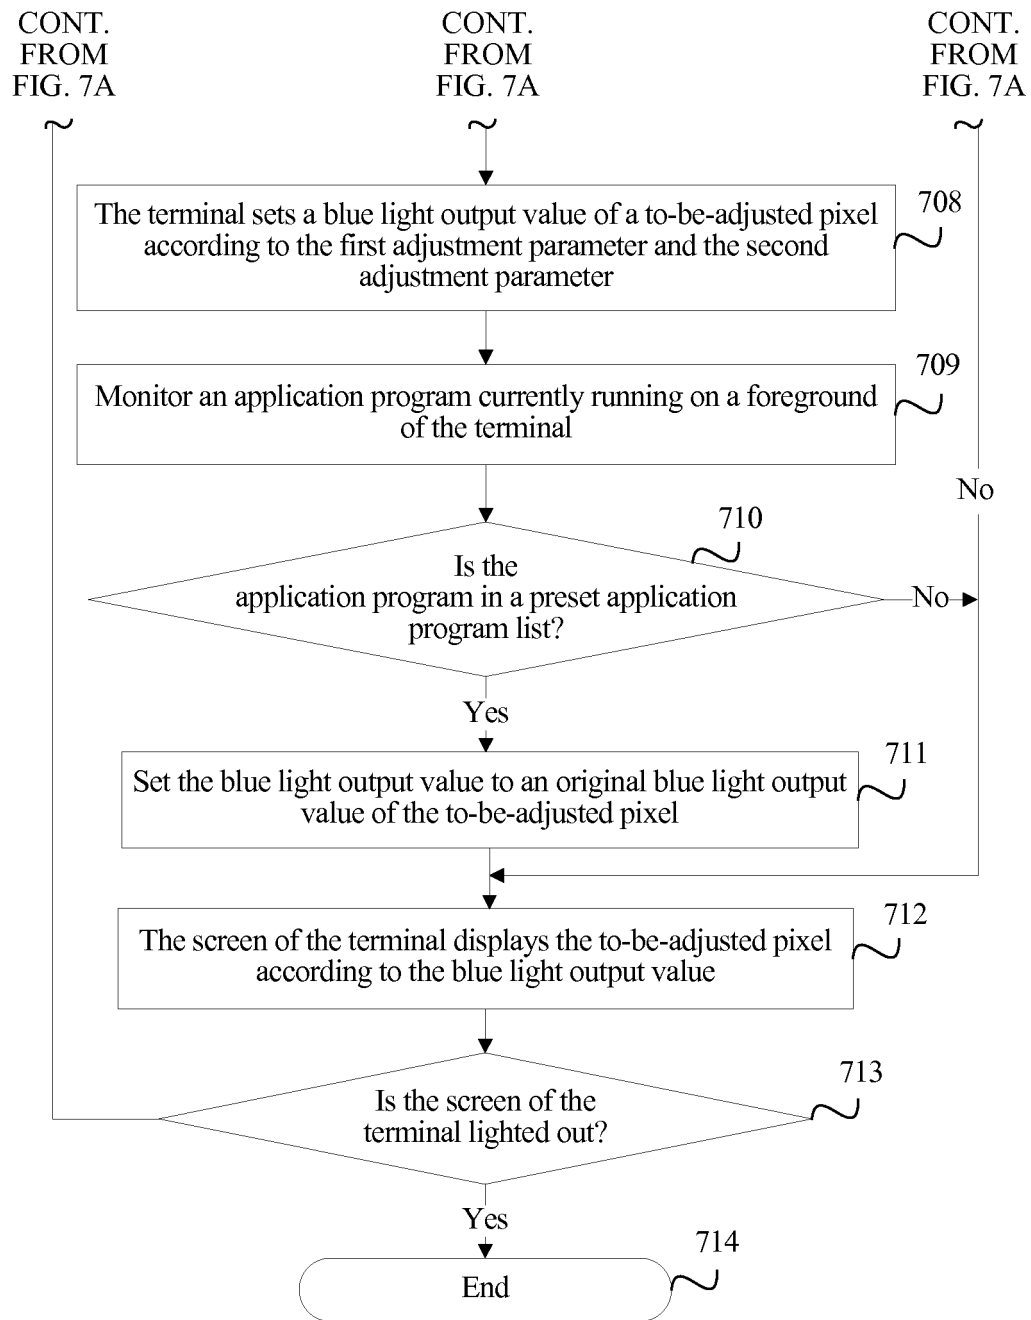 CONT.
FROM
FIG. 7A
CONT.
FROM
FIG. 7A
CONT.
FROM
FIG. 7A
The terminal sets a blue light output value of a to-be-adjusted pixel
according to the first adjustment parameter and the second
adjustment parameter
708
Monitor an application program currently running on a foreground
of the terminal
709
No
710
Is the
application program in a preset application
program list?
No
Yes
711
Set the blue light output value to an original blue light output
value of the to-be-adjusted pixel
712
The screen of the terminal displays the to-be-adjusted pixel
according to the blue light output value
713
Is the screen of the
terminal lighted out?
Yes
714
End